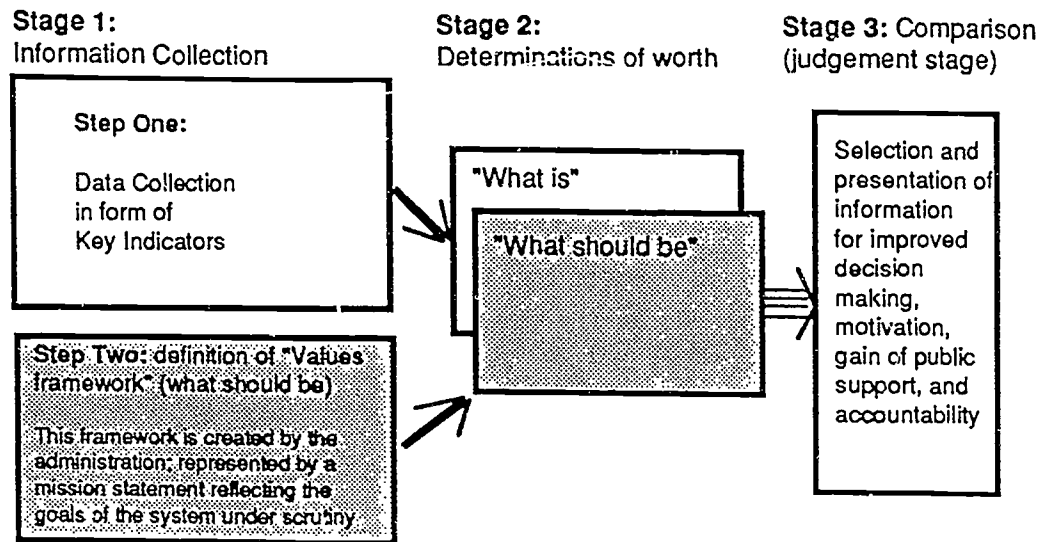 Stage 1:
Information Collection
Step One:
Data Collection
in form of
Key Indicators
Step Two: definition of "Values
framework" (what should be)
This framework is created by the
administration; represented by a
mission statement reflecting the
goals of the system under scrutiny
Stage 2:
Determinations of worth
"What is"
"What should be"
Stage 3: Comparison
(judgement stage)
Selection and
presentation of
information
for improved
decision
making,
motivation,
gain of public
support, and
accountability